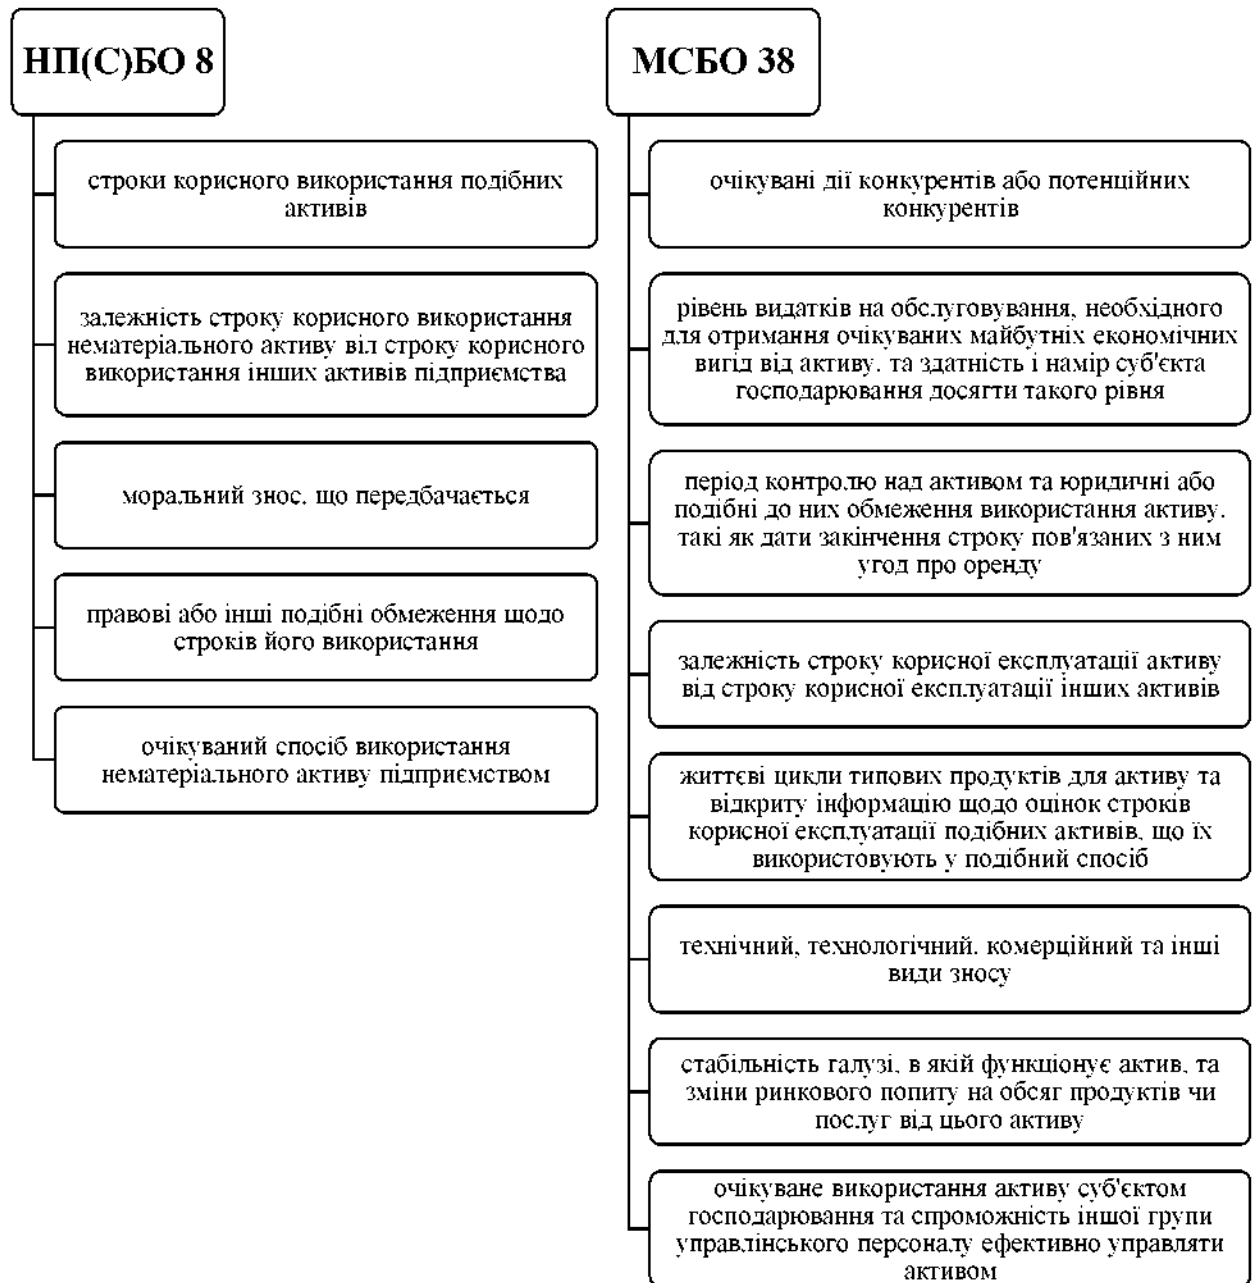 НП(С)БО 8
строки корисного використання подібних
активів
залежність строку корисного використання
нематеріального активу віл строку корисного
використання інших активів підприємства
моральний знос. що передбачається
правові або інші подібні обмеження щодо
строків його використання
очікуваний спосіб використання
нематеріального активу підприємством
МСБО 38
очікувані дії конкурентів або потенційних
конкурентів
рівень видатків на обслуговування, необхідного
для отримання очікуваних майбутніх економічних
вигід від активу. та здатність і намір суб'єкта
господарювання досягти такого рівня
період контролю над активом та юридичні або
подібні до них обмеження використання активу.
такі як дати закінчення строку пов'язаних з ним
угод про оренду
залежність строку корисної експлуатації активу
від строку корисної експлуатації інших активів
життєві цикли типових продуктів для активу та
відкриту інформацію щодо оцінок строків
корисної експлуатації подібних активів, що їх
використовують у подібний спосіб
технічний, технологічний. комерційний та інші
види зносу
стабільність галузі, в якій функціонує актив, та
зміни ринкового попиту на обсяг продуктів чи
послуг від цього активу
очікуване використання активу суб'єктом
господарювання та спроможність іншої групи
управлінського персоналу ефективно управляти
активом